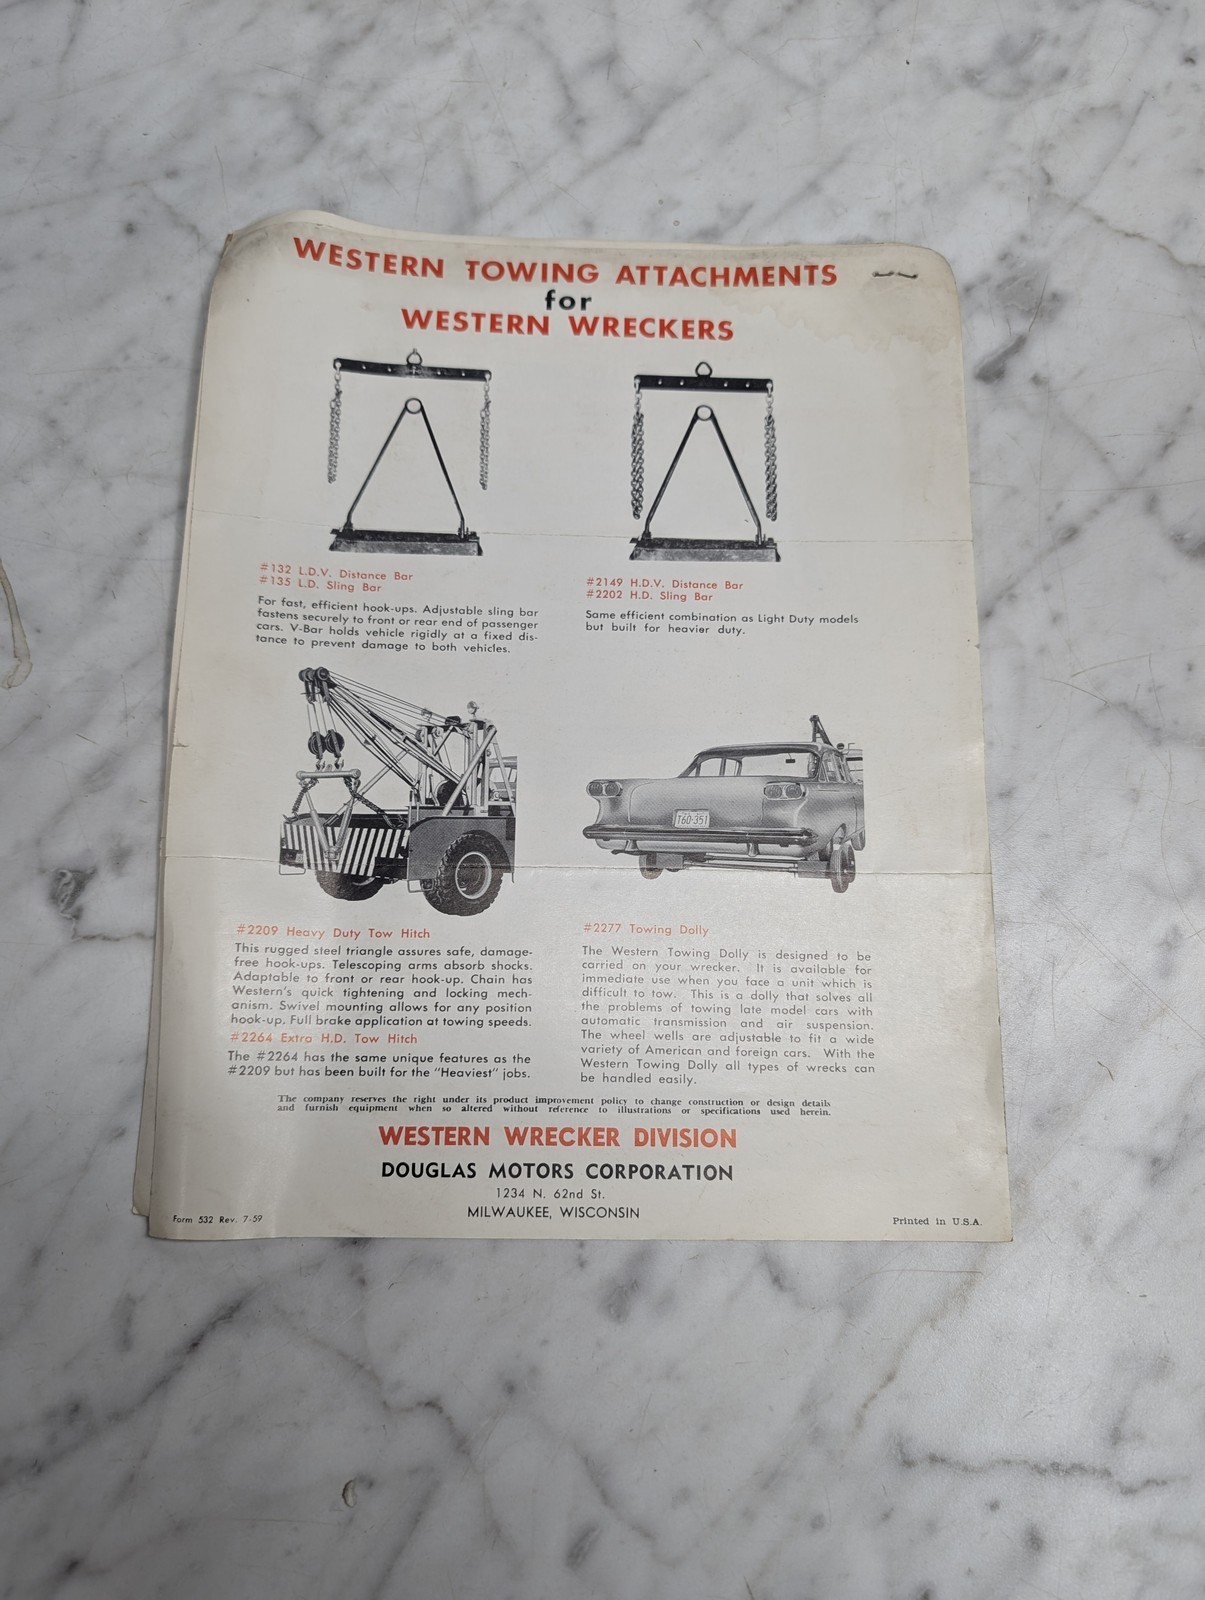 WESTERN TOWING ATTACHMENTS
for
WESTERN WRECKERS
#132 L.D.V. Distance Bar
#135 L.D. Sling Bar
For fast, efficient hook-ups. Adjustable sling bar
fastens securely to front or rear end of passenger
cars. V-Bar holds vehicle rigidly at a fixed dis-
tance to prevent damage to both vehicles.
#2149 H.D.V. Distance Bar
#2202 H.D. Sling Bar
Same efficient combination as Light Duty models
but built for heavier duty.
T60-351
#2209 Heavy Duty Tow Hitch
This rugged steel triangle assures safe, damage-
free hook-ups. Telescoping arms absorb shocks.
Adaptable to front or rear hook-up. Chain has
Western's quick tightening and locking mech-
anism. Swivel mounting allows for any position
hook-up. Full brake application at towing speeds.
#2264 Extra H.D. Tow Hitch
The #2264 has the same unique features as the
#2209 but has been built for the "Heaviest" jobs.
#2277 Towing Dolly
The Western Towing Dolly is designed to be
carried on your wrecker. It is available for
immediate use when you face a unit which is
difficult to tow. This is a dolly that solves all
the problems of towing late model cars with
automatic transmission and air suspension.
The wheel wells are adjustable to fit a wide
variety of American and foreign cars. With the
Western Towing Dolly all types of wrecks can
be handled easily.
The company reserves the right under its product improvement policy to change construction or design details
and furnish equipment when so altered without reference to illustrations or specifications used herein.
WESTERN WRECKER DIVISION
DOUGLAS MOTORS CORPORATION
1234 N. 62nd St.
MILWAUKEE, WISCONSIN
Form 532 Rev. 7-59
Printed in U.S.A.